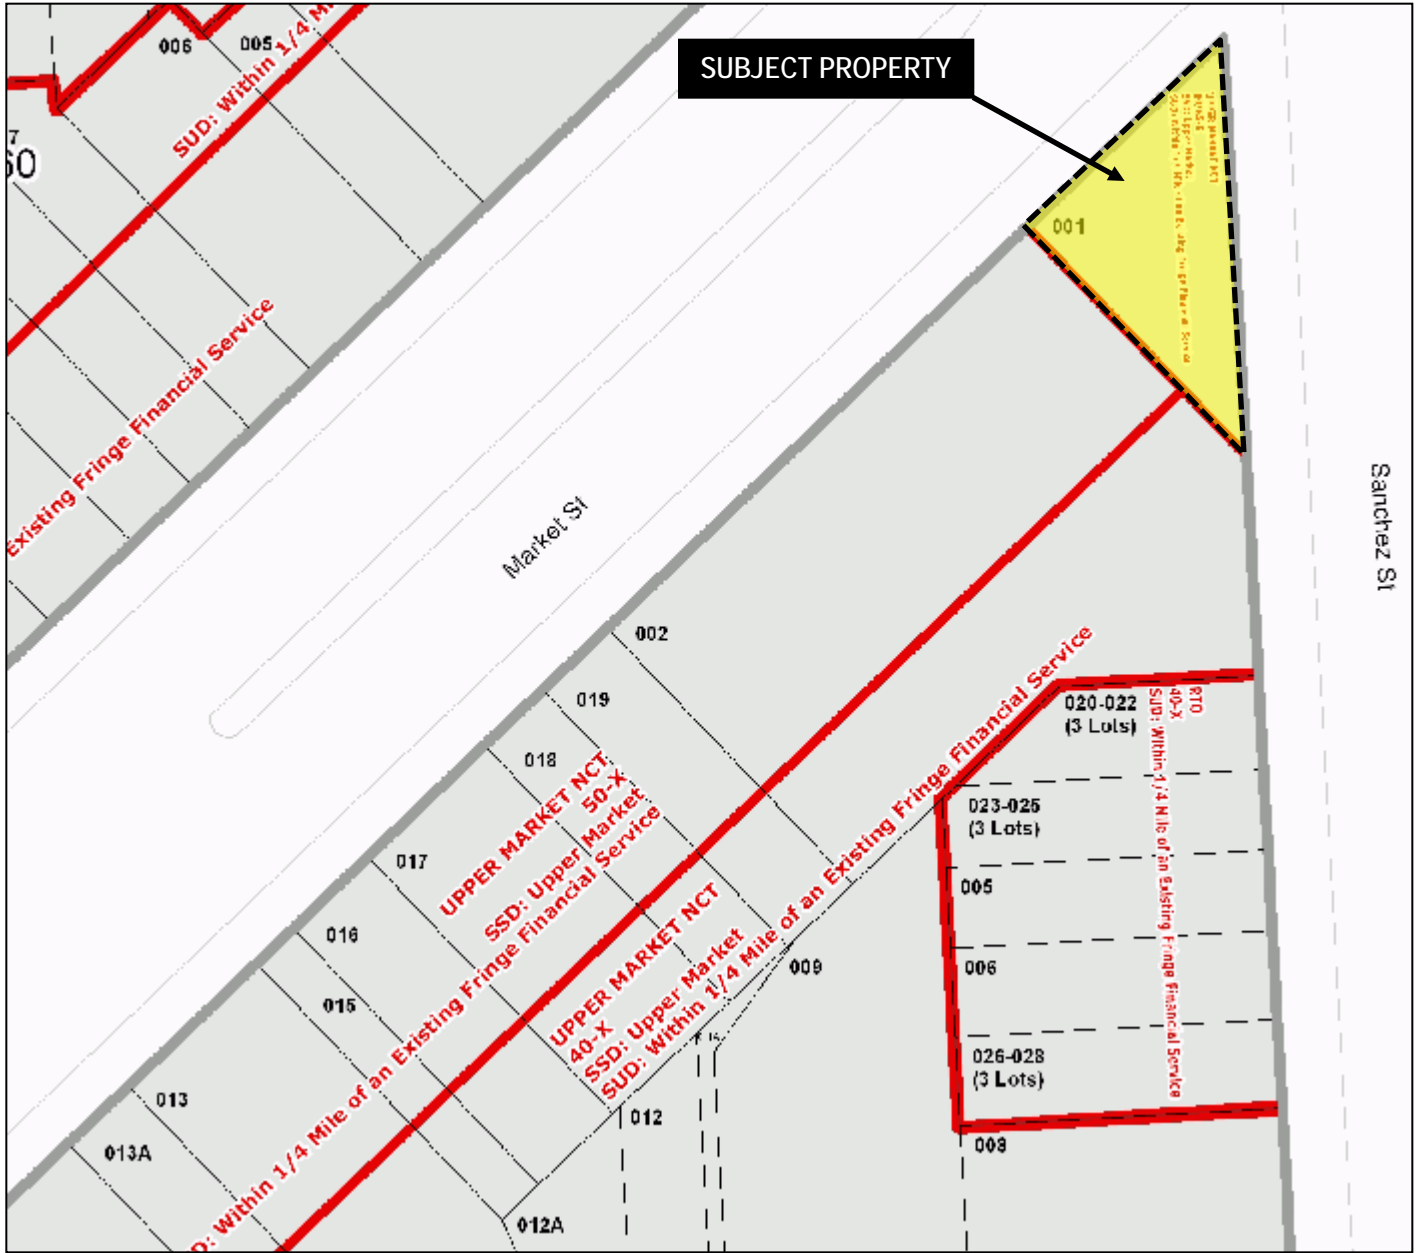 006
005
SUD: Within 1/4 Mi
7
60
SUBJECT PROPERTY
001
Existing Fringe Financial Service
Market St
Sanchez St
002
019
018
017
016
015
013
013A
UPPER MARKET NCT
50-X
SSD: Upper Market
D: Within 1/4 Mile of an Existing Fringe Financial Service
UPPER MARKET NCT
40-X
SSD: Upper Market
SUD: Within 1/4 Mile of an Existing Fringe Financial Service
020-022
(3 Lots)
RTO
40-X
SUD: Within 1/4 Mile of an Existing Fringe Financial Service
023-025
(3 Lots)
005
006
026-028
(3 Lots)
008
009
012
012A